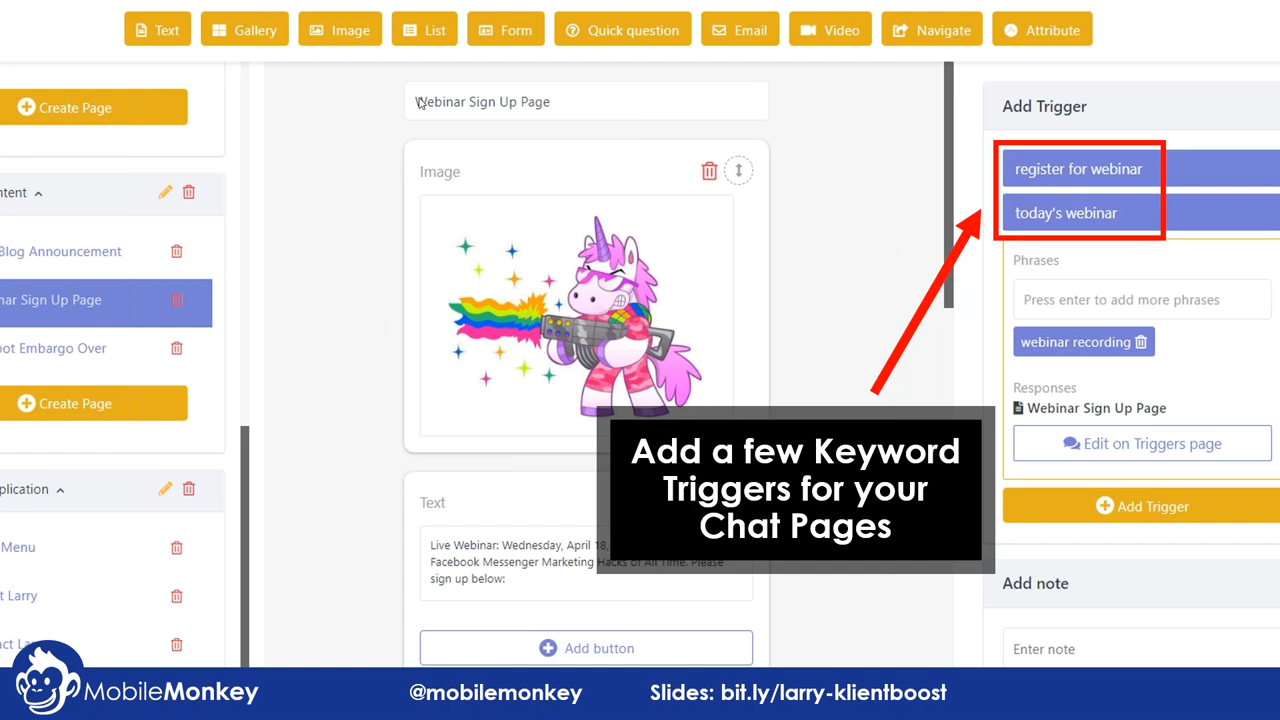 Text
Gallery
Image
List
Form
Quick question
Email
Video
Navigate
Attribute
Create Page
ntent
Blog Announcement
nar Sign Up Page
oot Embargo Over
Create Page
plication
Menu
t Larry
act La
Webinar Sign Up Page
Image
Text
Live Webinar: Wednesday, April 18,
Facebook Messenger Marketing Hacks of All Time. Please
sign up below:
Add button
Add a few Keyword
Triggers for your
Chat Pages
Add Trigger
register for webinar
today's webinar
Phrases
Press enter to add more phrases
webinar recording
Responses
Webinar Sign Up Page
Edit on Triggers page
Add Trigger
Add note
Enter note
MobileMonkey
@mobilemonkey
Slides: bit.ly/larry-klientboost